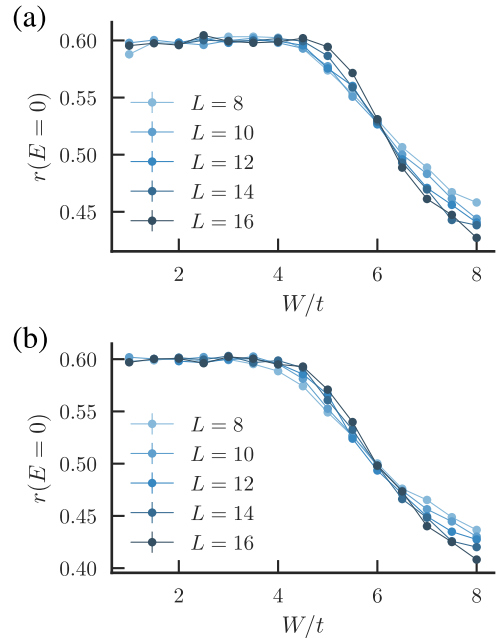 (a)
0.60
0.55
0.50
0.45
r(E = 0)
L = 8
L = 10
L = 12
L = 14
L = 16
2 4 6 8
W/t
(b)
0.60
0.55
0.50
0.45
0.40
r(E = 0)
L = 8
L = 10
L = 12
L = 14
L = 16
2 4 6 8
W/t